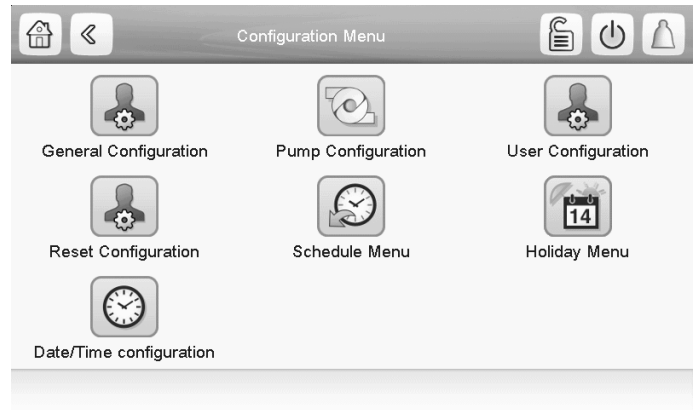 Configuration Menu
General Configuration
Pump Configuration
User Configuration
Reset Configuration
Schedule Menu
14
Holiday Menu
Date/Time configuration